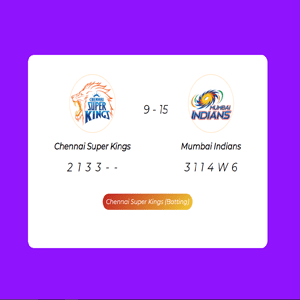 CHENNAI
SUPER
KINGS
MUMBAI
INDIANS
9 - 15
Chennai Super Kings
Mumbai Indians
2 1 3 3 - -
3 1 1 4 W 6
Chennai Super Kings (Batting)